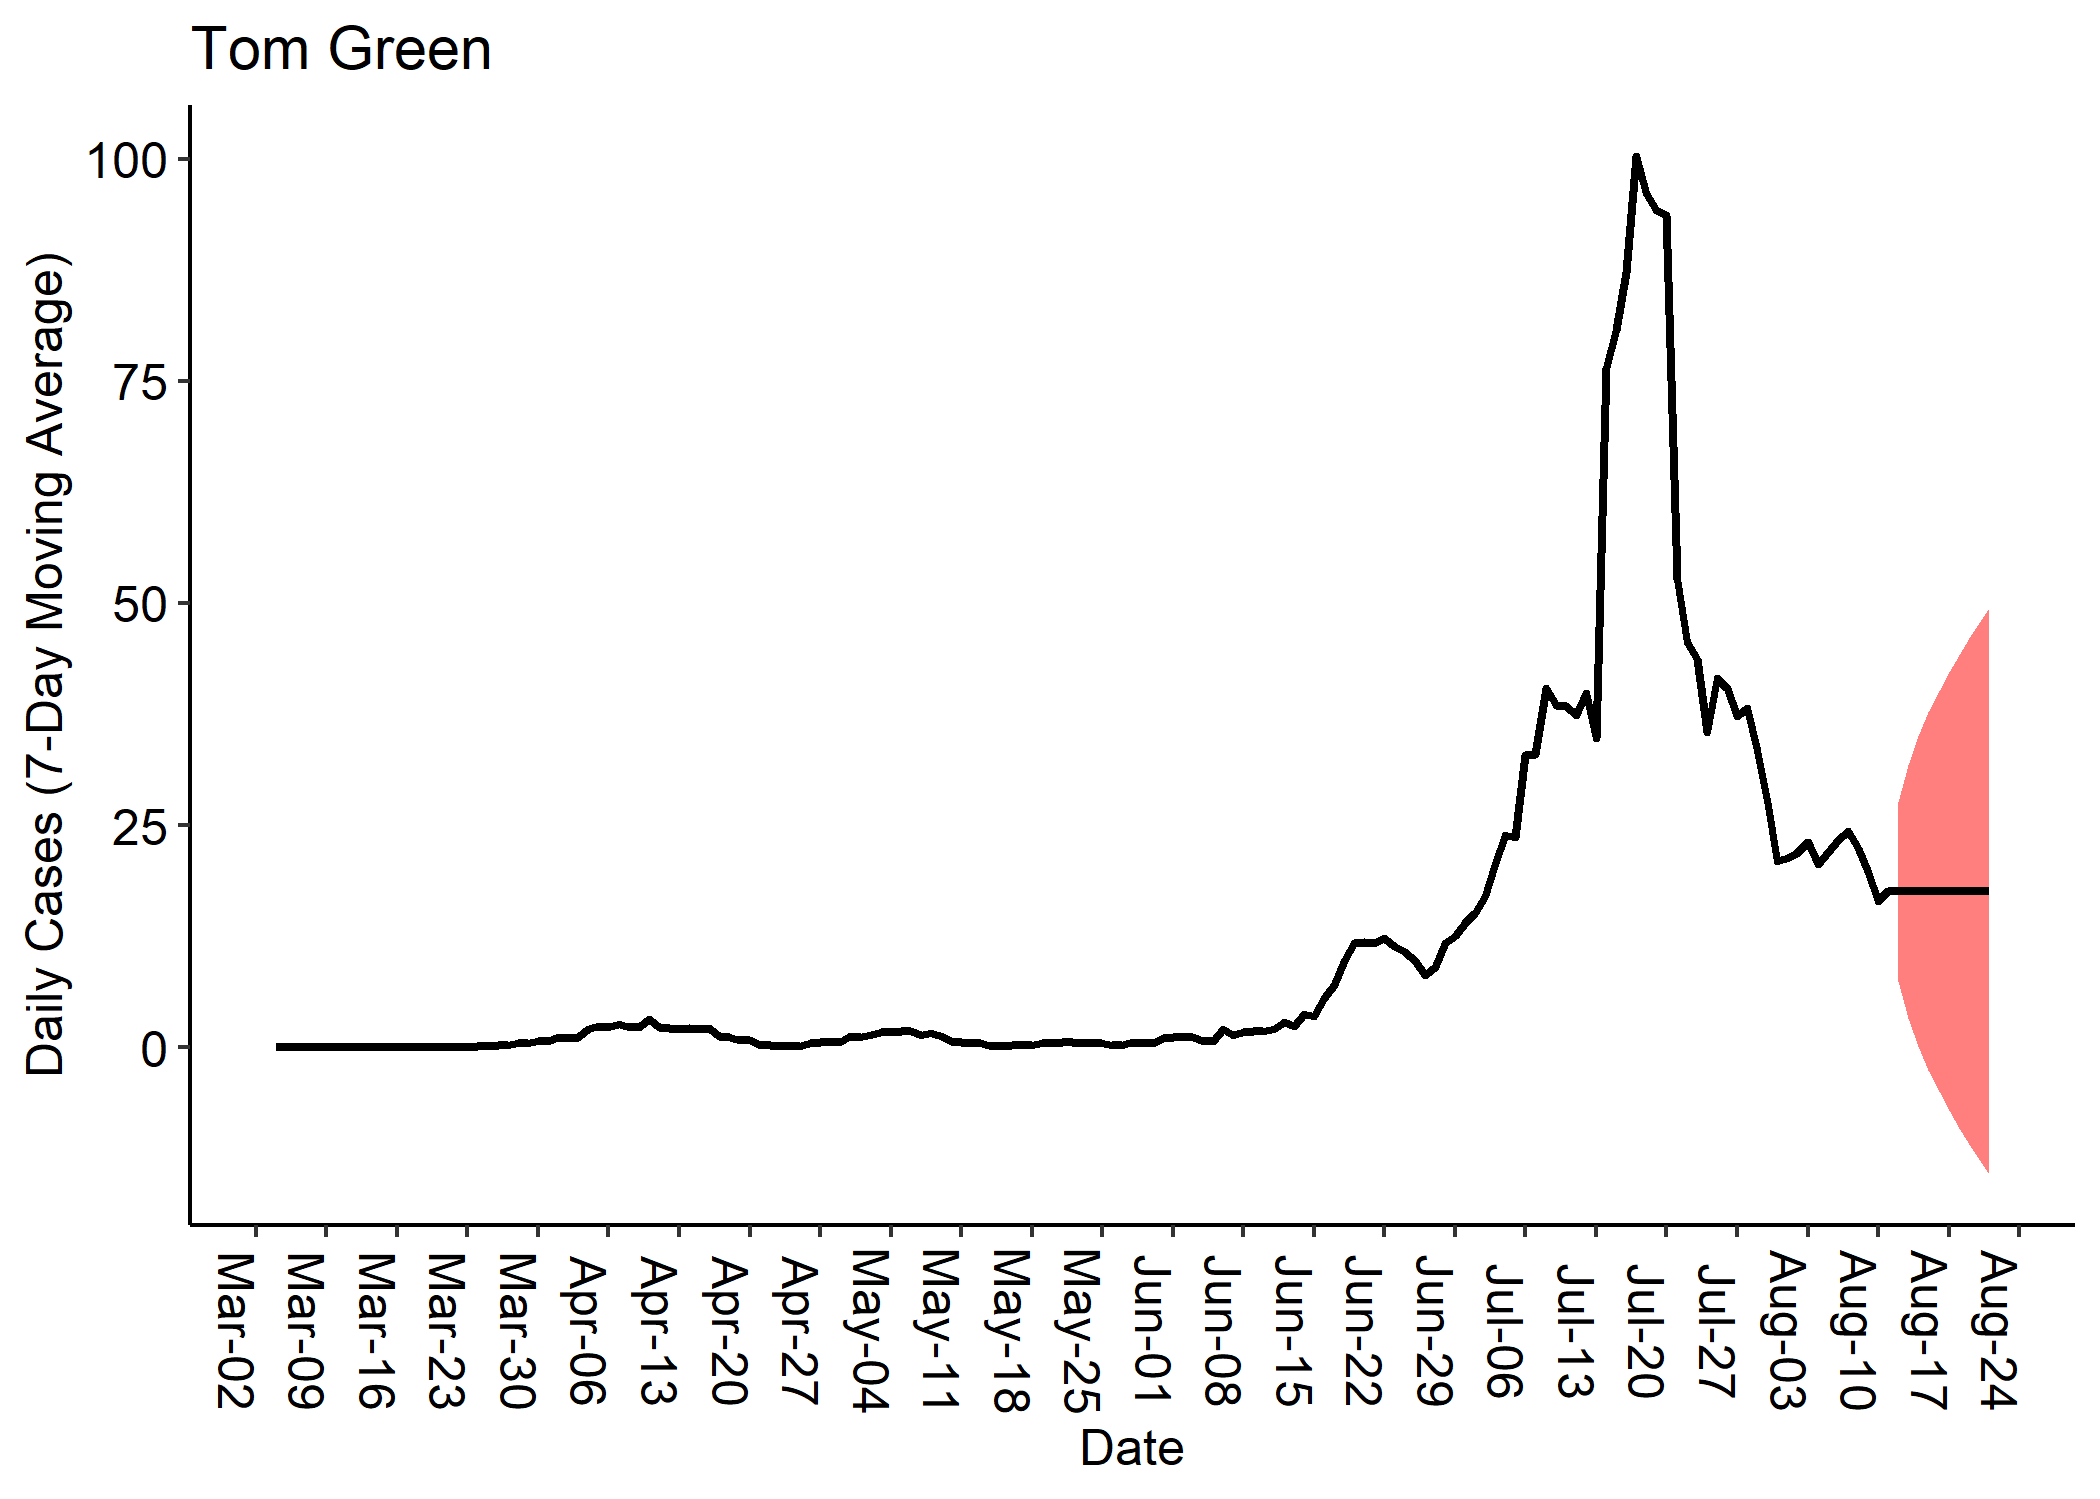 Tom Green
Daily Cases (7-Day Moving Average)
100
75
50
25
0
Mar-02
Mar-09
Mar-16
Mar-23
Mar-30
Apr-06
Apr-13
Apr-20
Apr-27
May-04
May-11
May-18
May-25
Jun-01
Jun-08
Jun-15
Jun-22
Jun-29
Jul-06
Jul-13
Jul-20
Jul-27
Aug-03
Aug-10
Aug-17
Aug-24
Date